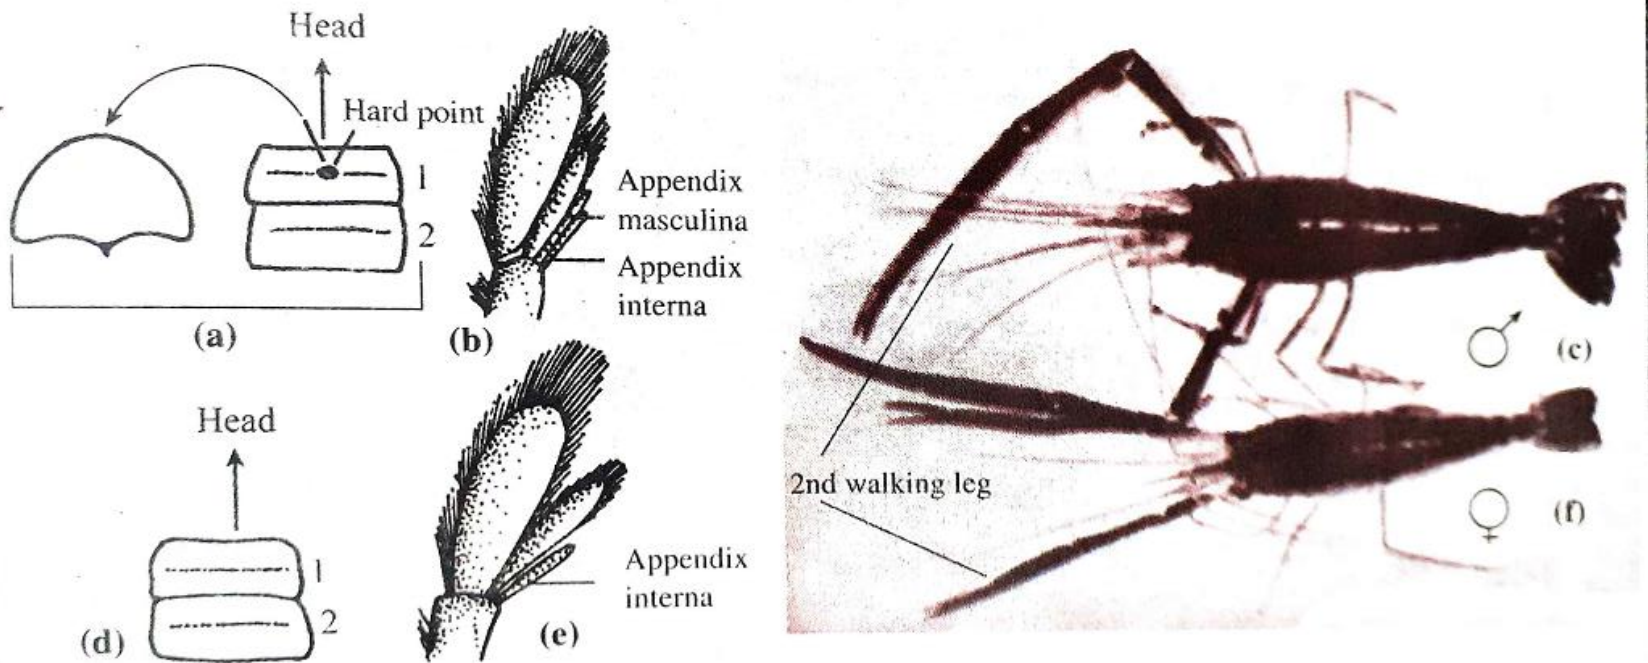 Head
Hard point
1
2
(a)
Appendix
masculina
Appendix
interna
(b)
Head
1
2
(d)
Appendix
interna
(e)
♂
(c)
2nd walking leg
♀
(f)